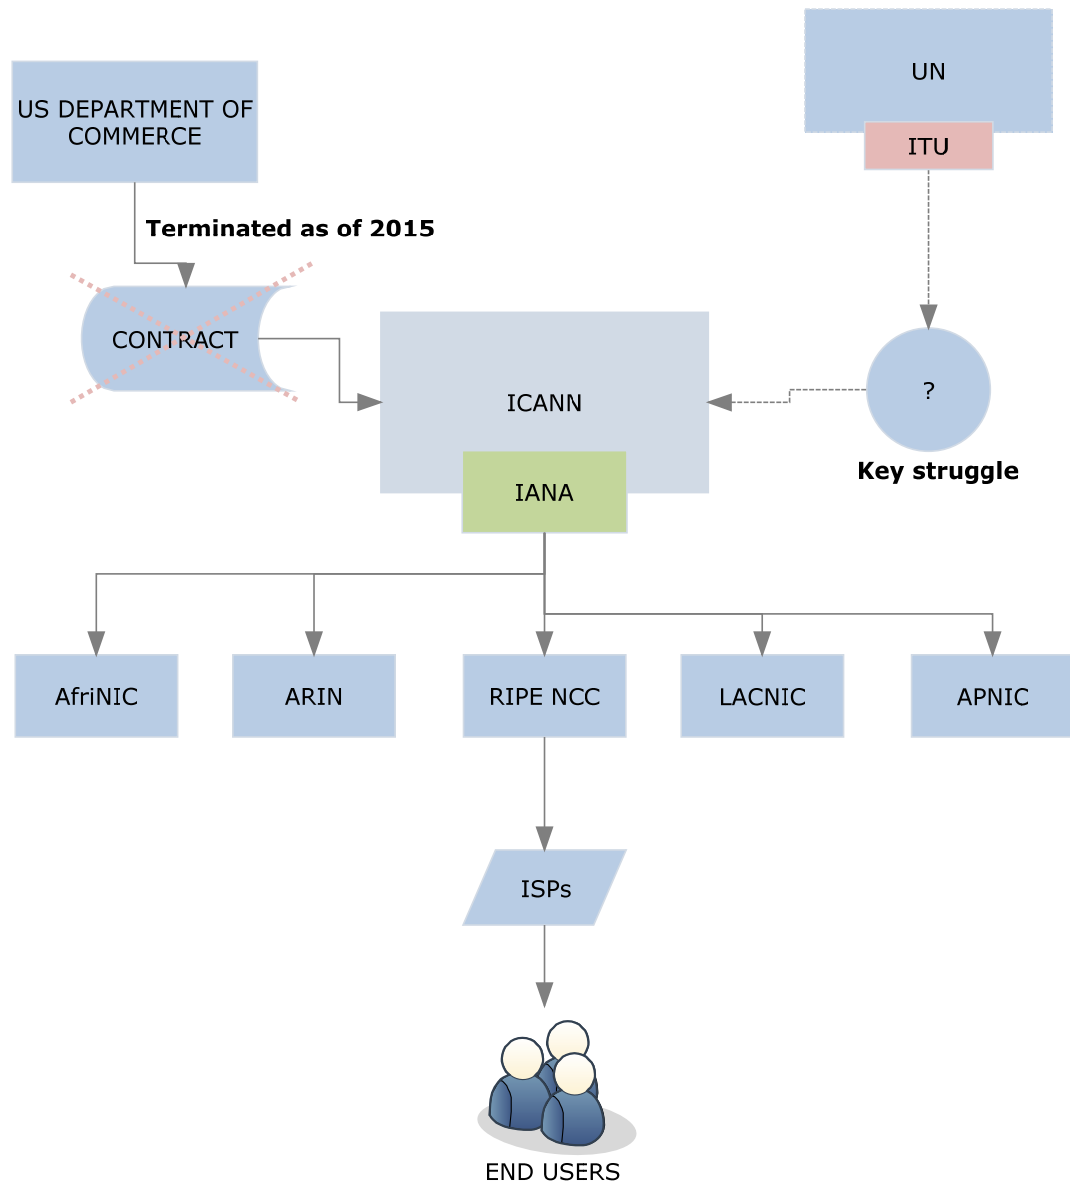 UN
US DEPARTMENT OF
COMMERCE
ITU
Terminated as of 2015
CONTRACT
ICANN
?
Key struggle
IANA
AfriNIC
ARIN
RIPE NCC
LACNIC
APNIC
ISPs
END USERS